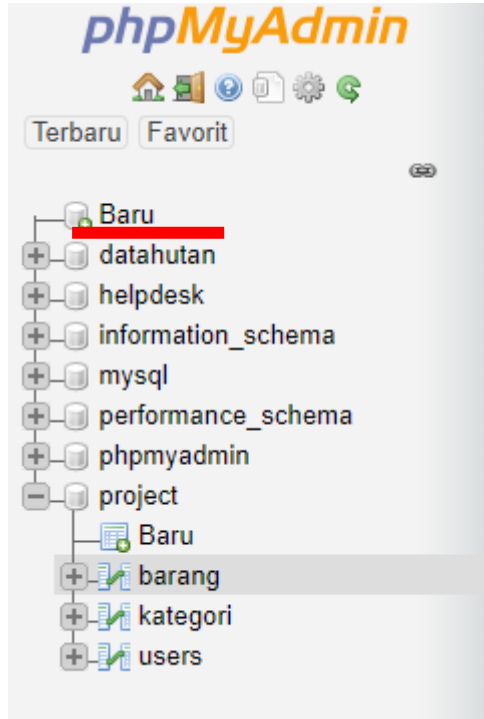 phpMyAdmin
Terbaru Favorit
Baru
datahutan
helpdesk
information_schema
mysql
performance_schema
phpmyadmin
project
Baru
barang
kategori
users